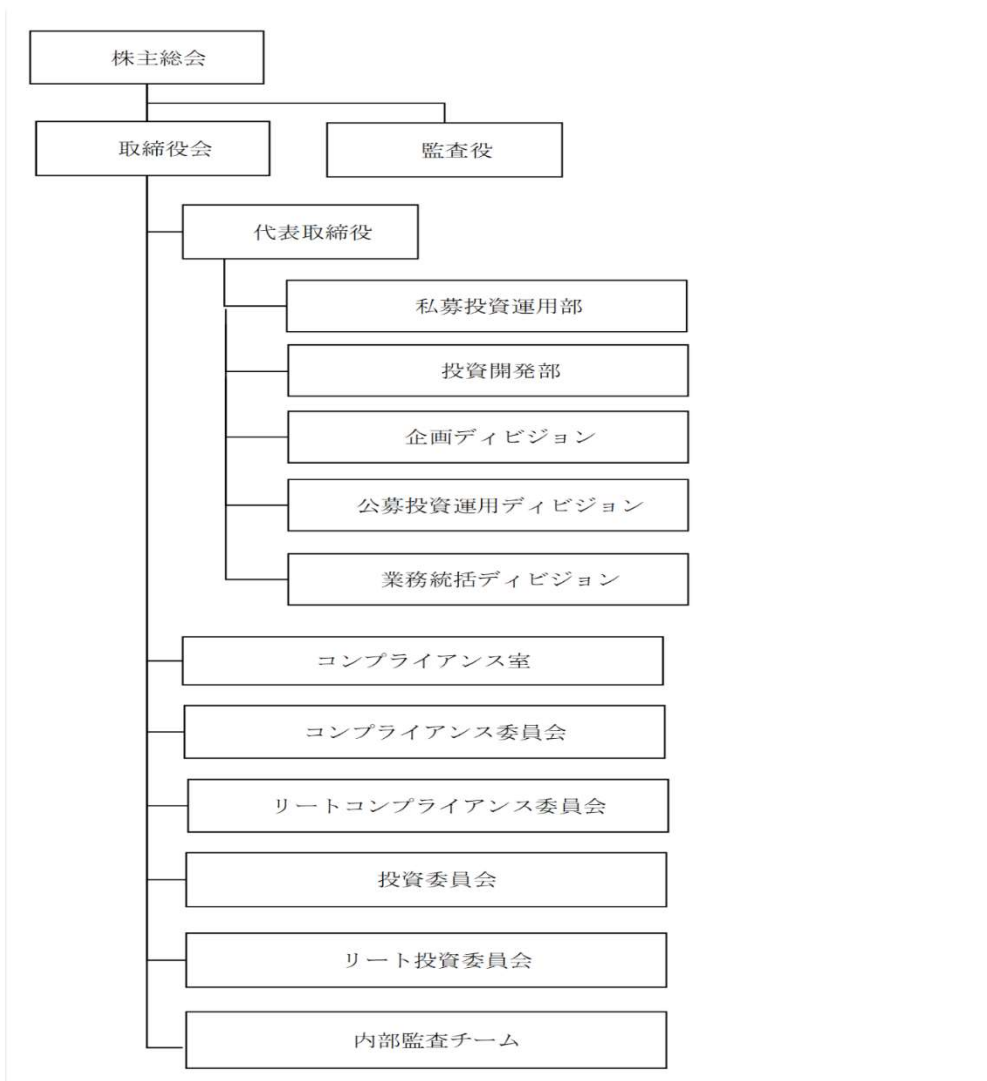 株主総会
取締役会
監査役
代表取締役
私募投資運用部
投資開発部
企画ディビジョン
公募投資運用ディビジョン
業務統括ディビジョン
コンプライアンス室
コンプライアンス委員会
リートコンプライアンス委員会
投資委員会
リート投資委員会
内部監査チーム